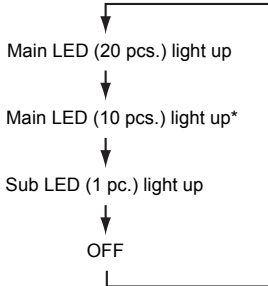 Main LED (20 pcs.) light up
Main LED (10 pcs.) light up*
Sub LED (1 pc.) light up
OFF